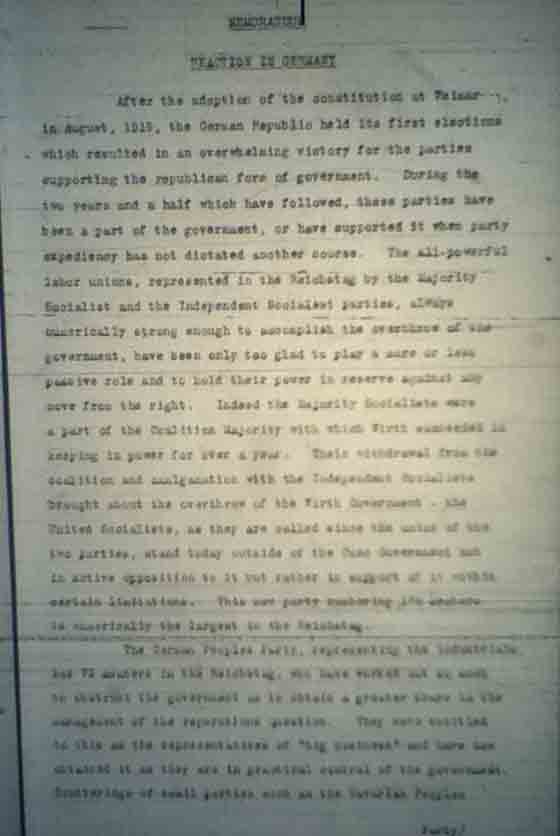 MEMORANDUM
REACTION IN GERMANY
After the adoption of the constitution at Weimar,
in August, 1919, the German Republic held its first elections
which resulted in an overwhelming victory for the parties
supporting the republican form of government. During the
two years and a half which have followed, these parties have
been a part of the government, or have supported it when party
expediency has not dictated another course. The all-powerful
labor unions, represented in the Reichstag by the Majority
Socialist and the Independent Socialist parties, always
numerically strong enough to accomplish the overthrow of the
government, have been only too glad to play a more or less
passive role and to hold their power in reserve against any
move from the right. Indeed the Majority Socialists were
a part of the Coalition Majority with which Wirth succeeded in
keeping in power for over a year. Their withdrawal from the
coalition and amalgamation with the Independent Socialists
brought about the overthrow of the Wirth Government - the
United Socialists, as they are called since the union of the
two parties, stand today outside of the Cuno Government not
in active opposition to it but rather in support of it within
certain limitations. This new party numbering members
is numerically the largest in the Reichstag.
The German Peoples Party, representing the industrials
has members in the Reichstag, who have worked not so much
to obstruct the government as to obtain a greater share in the
management of the reparations question. They were entitled
to this as the representatives of "big business" and have now
obtained it as they are in practical control of the government.
of small parties such as the Bavarian Peoples
Party,